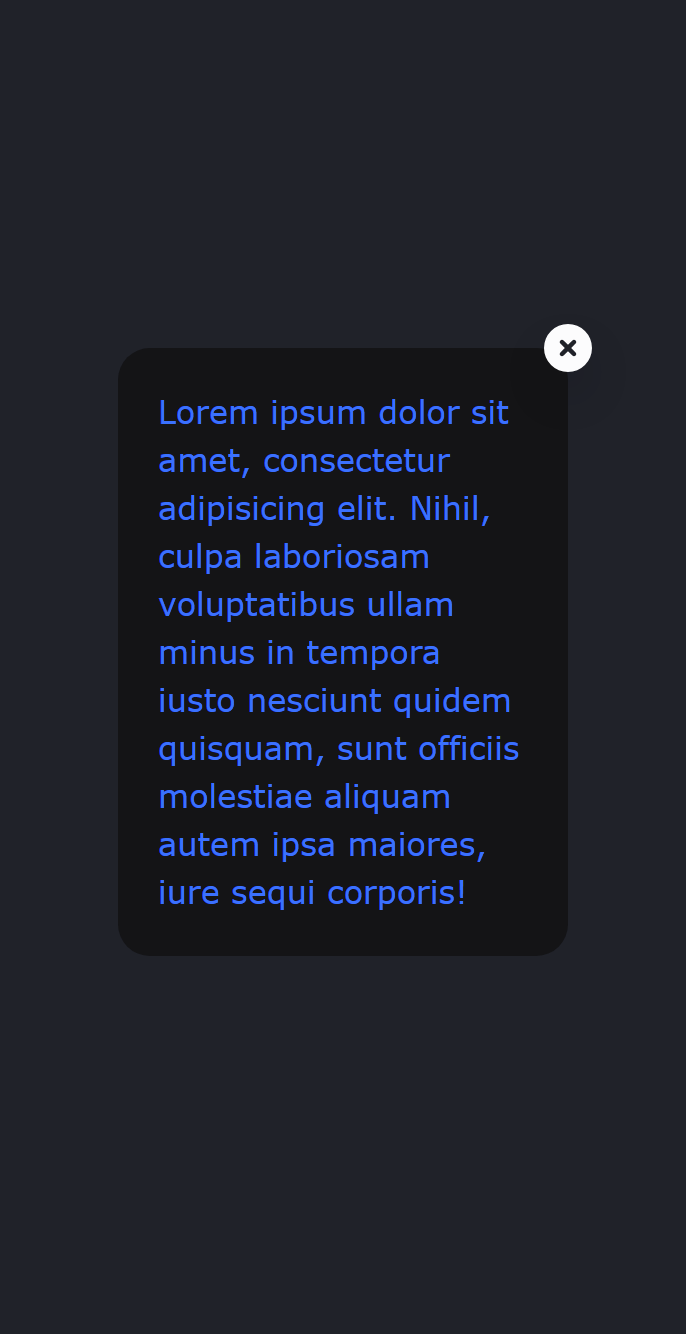 Lorem ipsum dolor sit
amet, consectetur
adipisicing elit. Nihil,
culpa laboriosam
voluptatibus ullam
minus in tempora
iusto nesciunt quidem
quisquam, sunt officiis
molestiae aliquam
autem ipsa maiores,
iure sequi corporis!